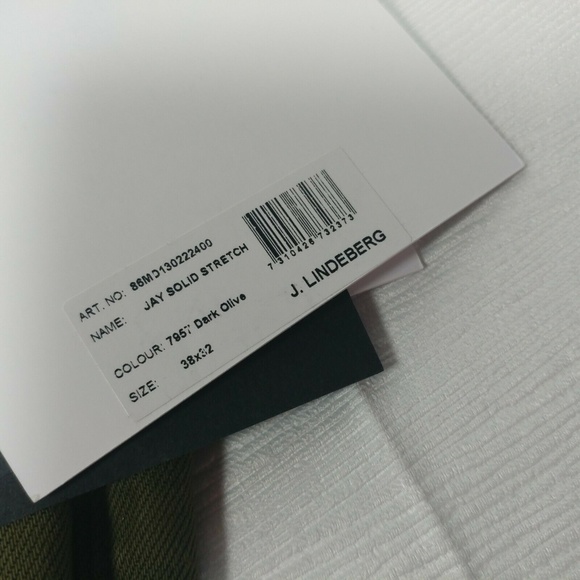 ART. NO: 86MD130222400
NAME: JAY SOLID STRETCH
COLOUR: 7957 Dark Olive
SIZE: 38x32
7 310426 732373
J. LINDEBERG